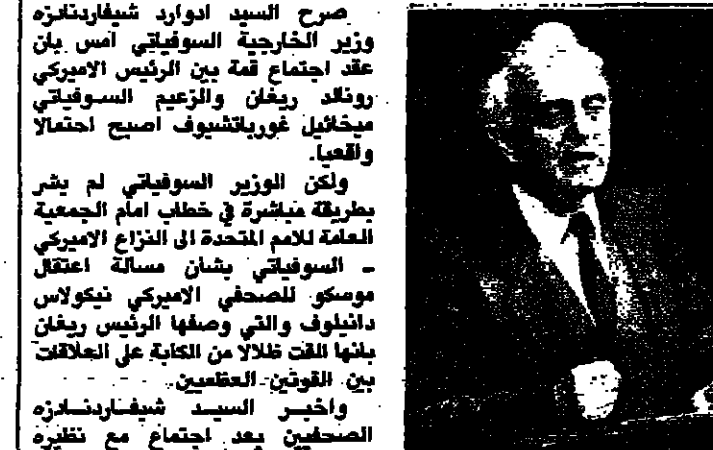 صرح السيد ادوارد شيفاردنادزه
وزير الخارجية السوفياتي امس بان
عقد اجتماع قمة بين الرئيس الاميركي
رونالد ريغان والزعيم السوفياتي
ميخائيل غورباتشيوف اصبح احتمالا
واقعيا.
ولكن الوزير السوفياتي لم يشر
بطريقة مباشرة في خطاب امام الجمعية
العامة للامم المتحدة الى النزاع الاميركي
- السوفياتي بشان مسالة اعتقال
موسكو للصحفي الاميركي نيكولاس
دانيلوف والتي وصفها الرئيس ريغان
بانها القت ظلالا من الكابة على العلاقات
بين القوتين العظميين.
واخبر السيد شيفاردنادزه
الصحفيين بعد اجتماع مع نظيره